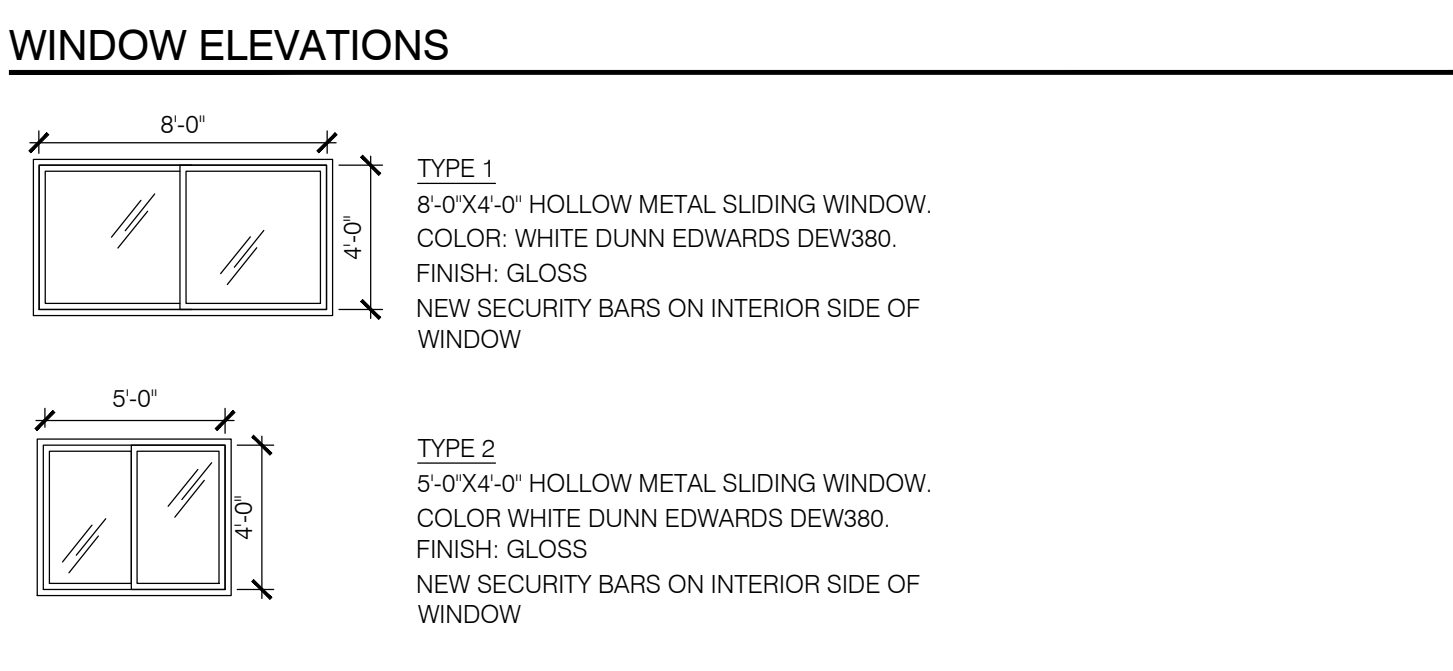 WINDOW ELEVATIONS
8'-0"
4'-0"
TYPE 1
8'-0"X4'-0" HOLLOW METAL SLIDING WINDOW.
COLOR: WHITE DUNN EDWARDS DEW380.
FINISH: GLOSS
NEW SECURITY BARS ON INTERIOR SIDE OF
WINDOW
5'-0"
4'-0"
TYPE 2
5'-0"X4'-0" HOLLOW METAL SLIDING WINDOW.
COLOR WHITE DUNN EDWARDS DEW380.
FINISH: GLOSS
NEW SECURITY BARS ON INTERIOR SIDE OF
WINDOW